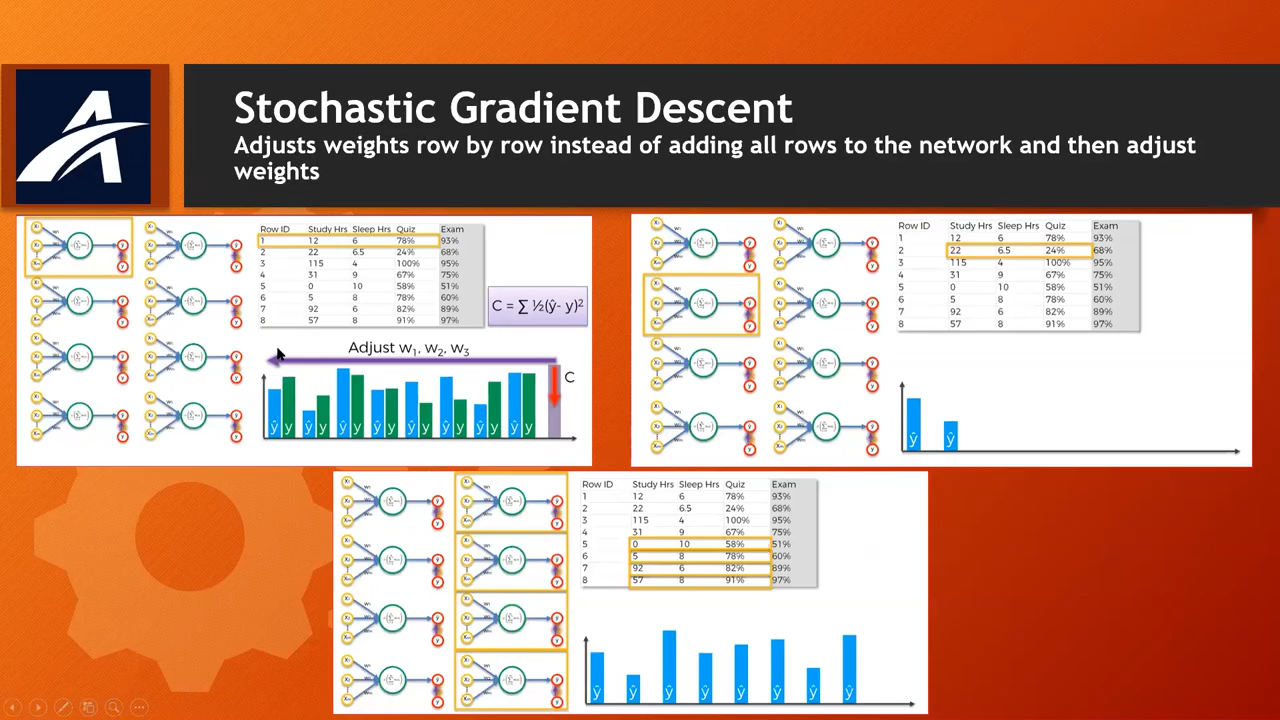 Stochastic Gradient Descent
Adjusts weights row by row instead of adding all rows to the network and then adjust
weights
Row ID Study Hrs Sleep Hrs Quiz Exam
1 12 6 78% 93%
2 22 6.5 24% 68%
3 115 4 100% 95%
4 31 9 67% 75%
5 0 10 58% 51%
6 5 8 78% 60%
7 92 6 82% 89%
8 57 8 91% 97%
C = ∑ ½(ŷ- y)²
Adjust w₁, w₂, w₃
C
ŷ y ŷ y ŷ y ŷ y ŷ y ŷ y ŷ y ŷ y
Row ID Study Hrs Sleep Hrs Quiz Exam
1 12 6 78% 93%
2 22 6.5 24% 68%
3 115 4 100% 95%
4 31 9 67% 75%
5 0 10 58% 51%
6 5 8 78% 60%
7 92 6 82% 89%
8 57 8 91% 97%
ŷ ŷ
Row ID Study Hrs Sleep Hrs Quiz Exam
1 12 6 78% 93%
2 22 6.5 24% 68%
3 115 4 100% 95%
4 31 9 67% 75%
5 0 10 58% 51%
6 5 8 78% 60%
7 92 6 82% 89%
8 57 8 91% 97%
ŷ ŷ ŷ ŷ ŷ ŷ ŷ ŷ